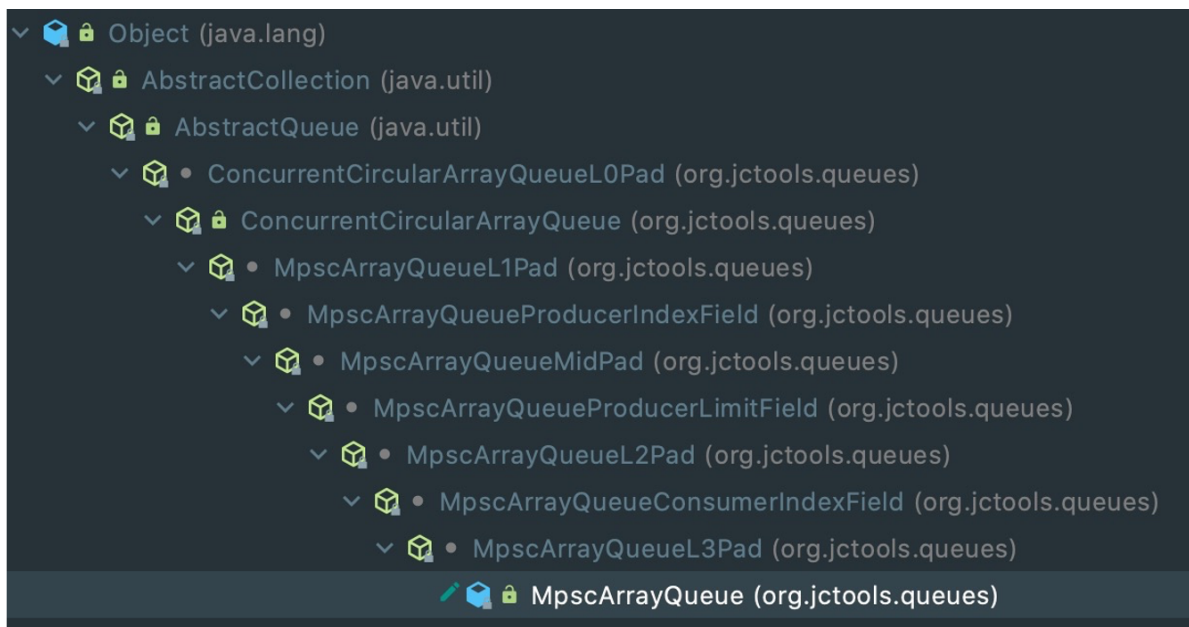 Object (java.lang)
AbstractCollection (java.util)
AbstractQueue (java.util)
ConcurrentCircularArrayQueueL0Pad (org.jctools.queues)
ConcurrentCircularArrayQueue (org.jctools.queues)
MpscArrayQueueL1Pad (org.jctools.queues)
MpscArrayQueueProducerIndexField (org.jctools.queues)
MpscArrayQueueMidPad (org.jctools.queues)
MpscArrayQueueProducerLimitField (org.jctools.queues)
MpscArrayQueueL2Pad (org.jctools.queues)
MpscArrayQueueConsumerIndexField (org.jctools.queues)
MpscArrayQueueL3Pad (org.jctools.queues)
MpscArrayQueue (org.jctools.queues)